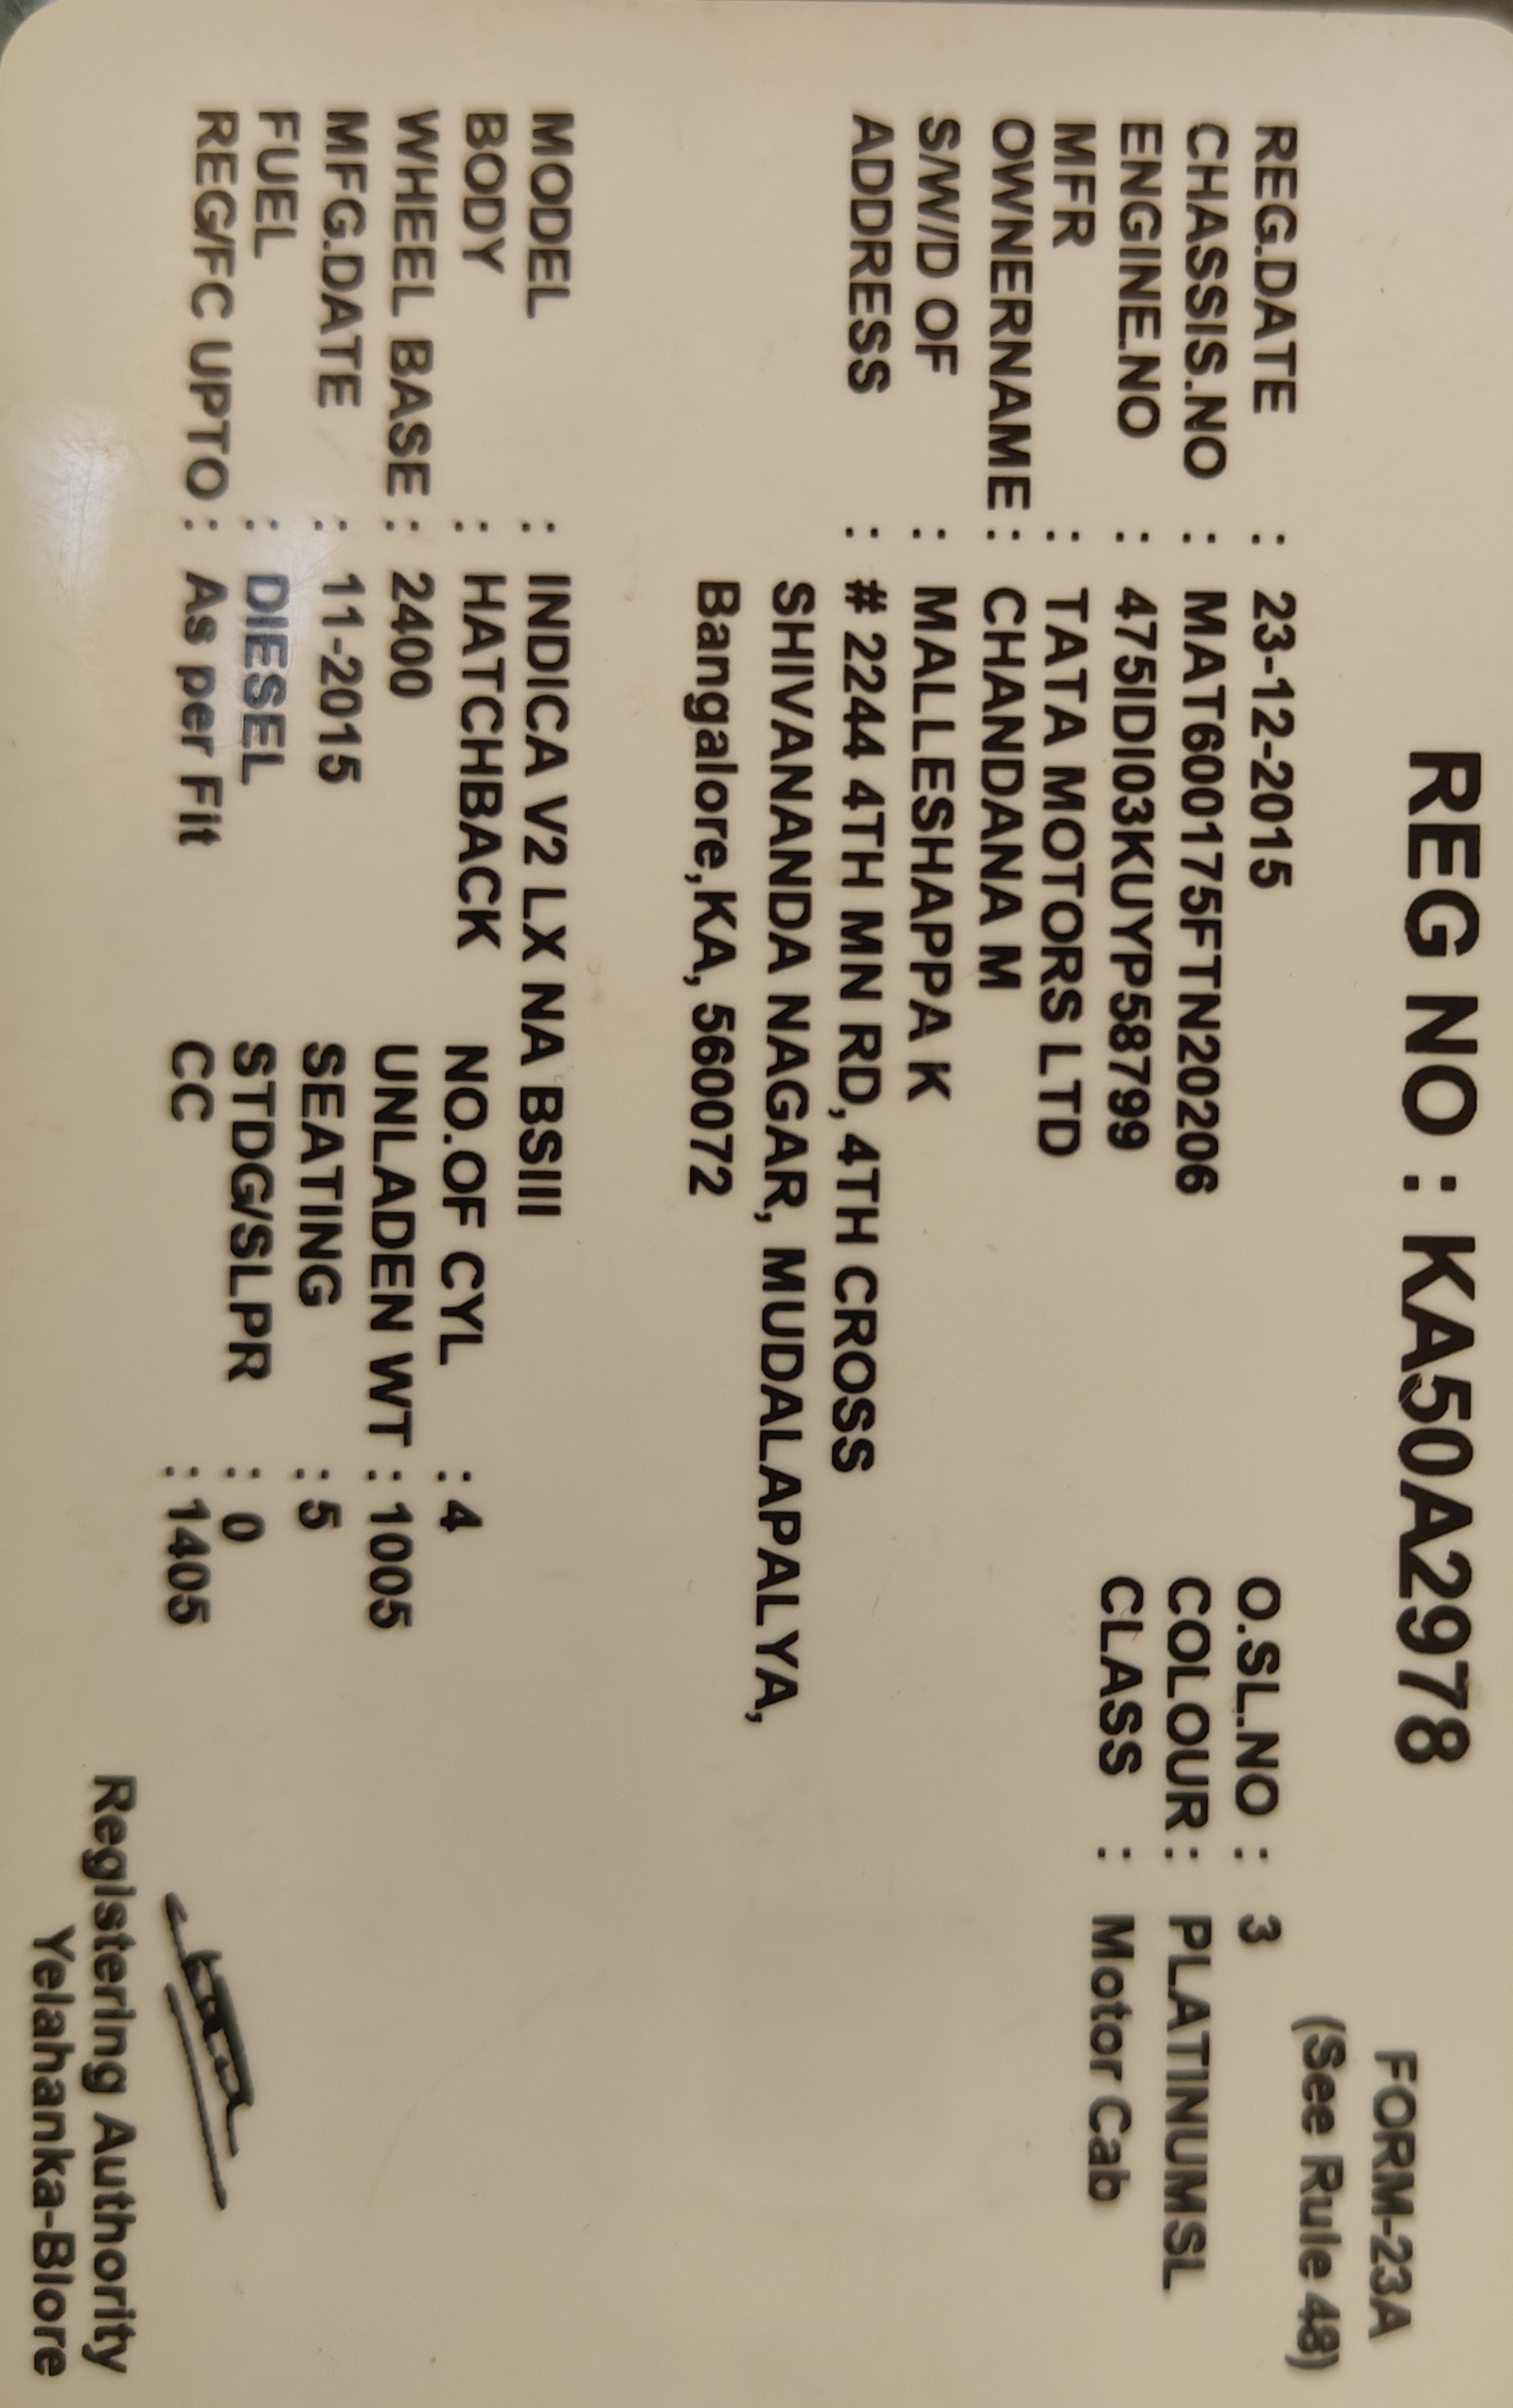 FORM-23A
REG NO : KA50A2978
(See Rule 48)
REG.DATE : 23-12-2015 O.SL.NO : 3
CHASSIS.NO : MAT600175FTN20206 COLOUR : PLATINUMSL
ENGINE.NO : 475IDI03KUYP58799 CLASS : Motor Cab
MFR : TATA MOTORS LTD
OWNERNAME : CHANDANA M
S/W/D OF : MALLESHAPPA K
ADDRESS : # 2244 4TH MN RD, 4TH CROSS
SHIVANANDA NAGAR, MUDALAPALYA,
Bangalore,KA, 560072
MODEL : INDICA V2 LX NA BSIII
BODY : HATCHBACK NO.OF CYL : 4
WHEEL BASE : 2400 UNLADEN WT : 1005
MFG.DATE : 11-2015 SEATING : 5
FUEL : DIESEL STDG/SLPR : 0
REG/FC UPTO : As per Fit CC : 1405
Registering Authority
Yelahanka-Blore